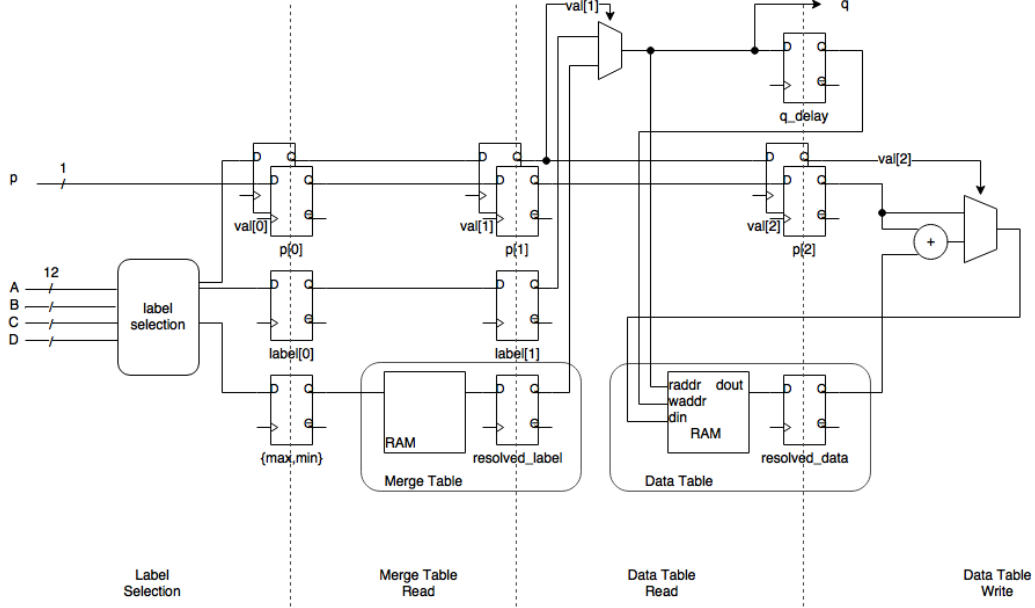 val[1]
q
D Q
e
q_delay
p
1
D Q
D Q
e
val[0]
p[0]
D Q
D Q
e
val[1]
p[1]
D Q
D Q
e
val[2]
p[2]
val[2]
+
A
12
B
C
D
label
selection
D Q
e
label[0]
D Q
e
label[1]
D Q
e
{max,min}
RAM
D Q
e
resolved_label
Merge Table
raddr dout
waddr
din
RAM
D Q
e
resolved_data
Data Table
Label
Selection
Merge Table
Read
Data Table
Read
Data Table
Write